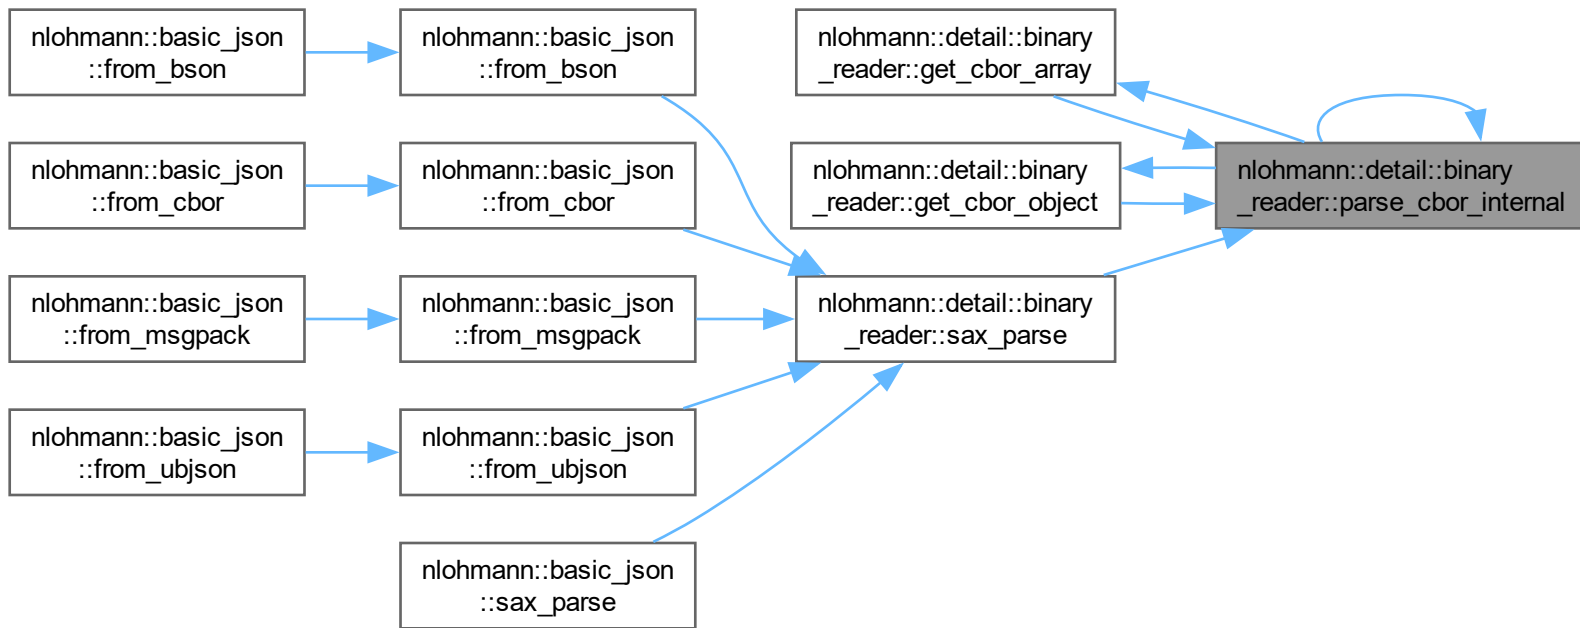 nlohmann::basic_json
::from_bson
nlohmann::basic_json
::from_bson
nlohmann::detail::binary
_reader::get_cbor_array
nlohmann::basic_json
::from_cbor
nlohmann::basic_json
::from_cbor
nlohmann::detail::binary
_reader::get_cbor_object
nlohmann::detail::binary
_reader::parse_cbor_internal
nlohmann::basic_json
::from_msgpack
nlohmann::basic_json
::from_msgpack
nlohmann::detail::binary
_reader::sax_parse
nlohmann::basic_json
::from_ubjson
nlohmann::basic_json
::from_ubjson
nlohmann::basic_json
::sax_parse